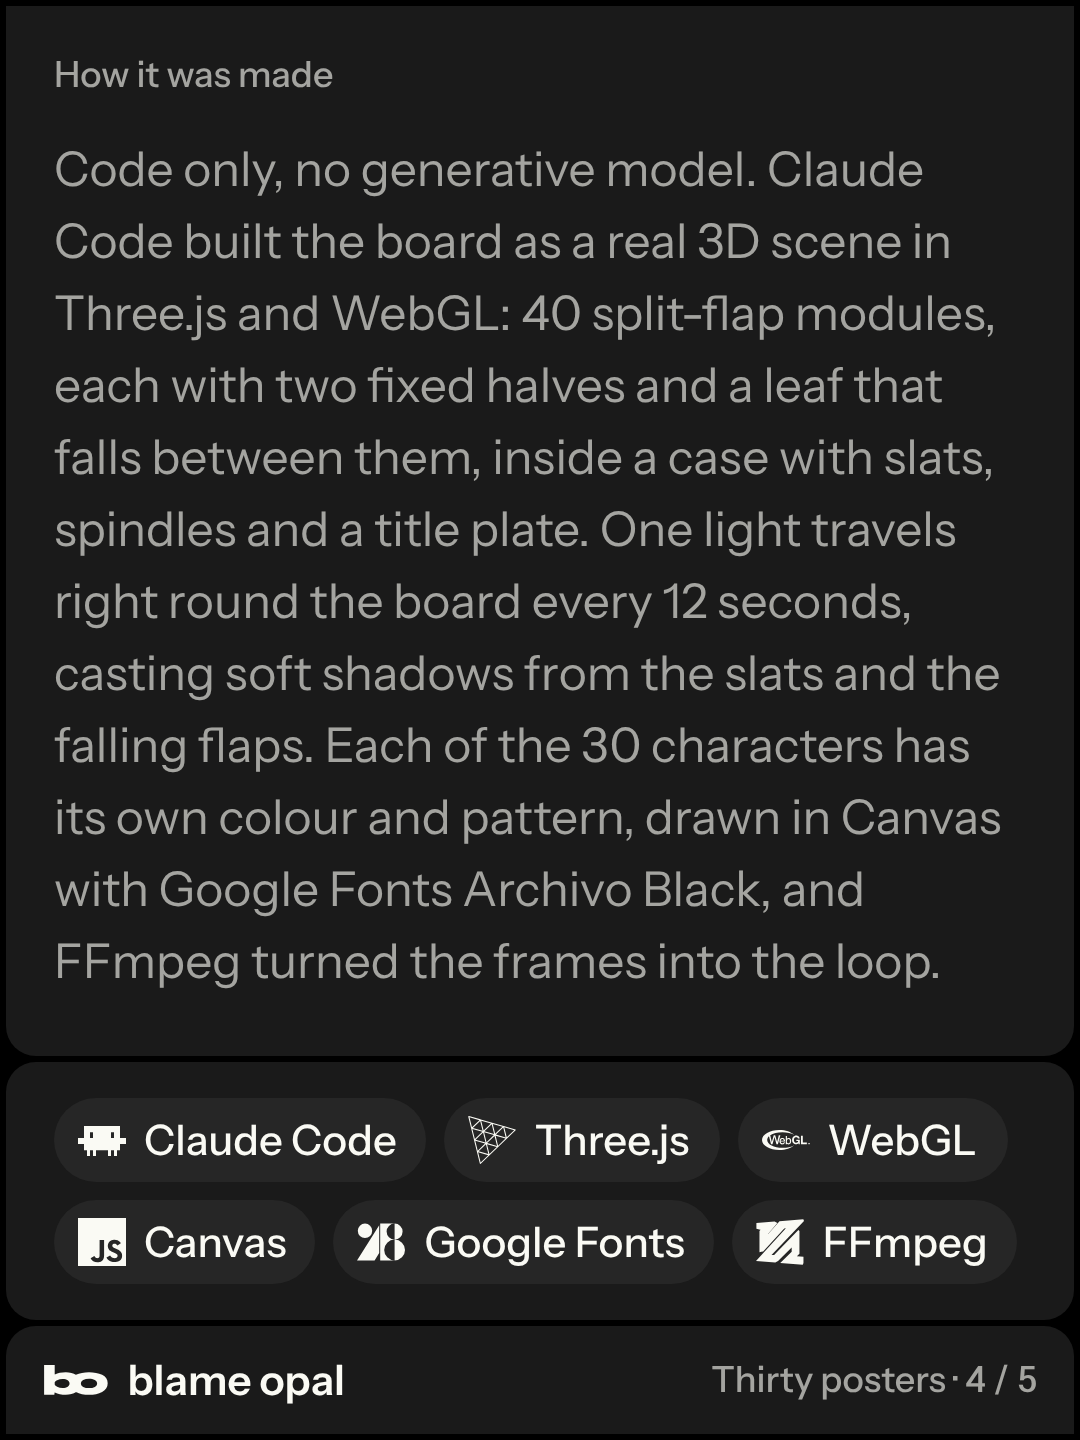 How it was made
Code only, no generative model. Claude
Code built the board as a real 3D scene in
Three.js and WebGL: 40 split-flap modules,
each with two fixed halves and a leaf that
falls between them, inside a case with slats,
spindles and a title plate. One light travels
right round the board every 12 seconds,
casting soft shadows from the slats and the
falling flaps. Each of the 30 characters has
its own colour and pattern, drawn in Canvas
with Google Fonts Archivo Black, and
FFmpeg turned the frames into the loop.
Claude Code
Three.js
WebGL. WebGL
JS Canvas
Google Fonts
FFmpeg
bo blame opal
Thirty posters · 4 / 5